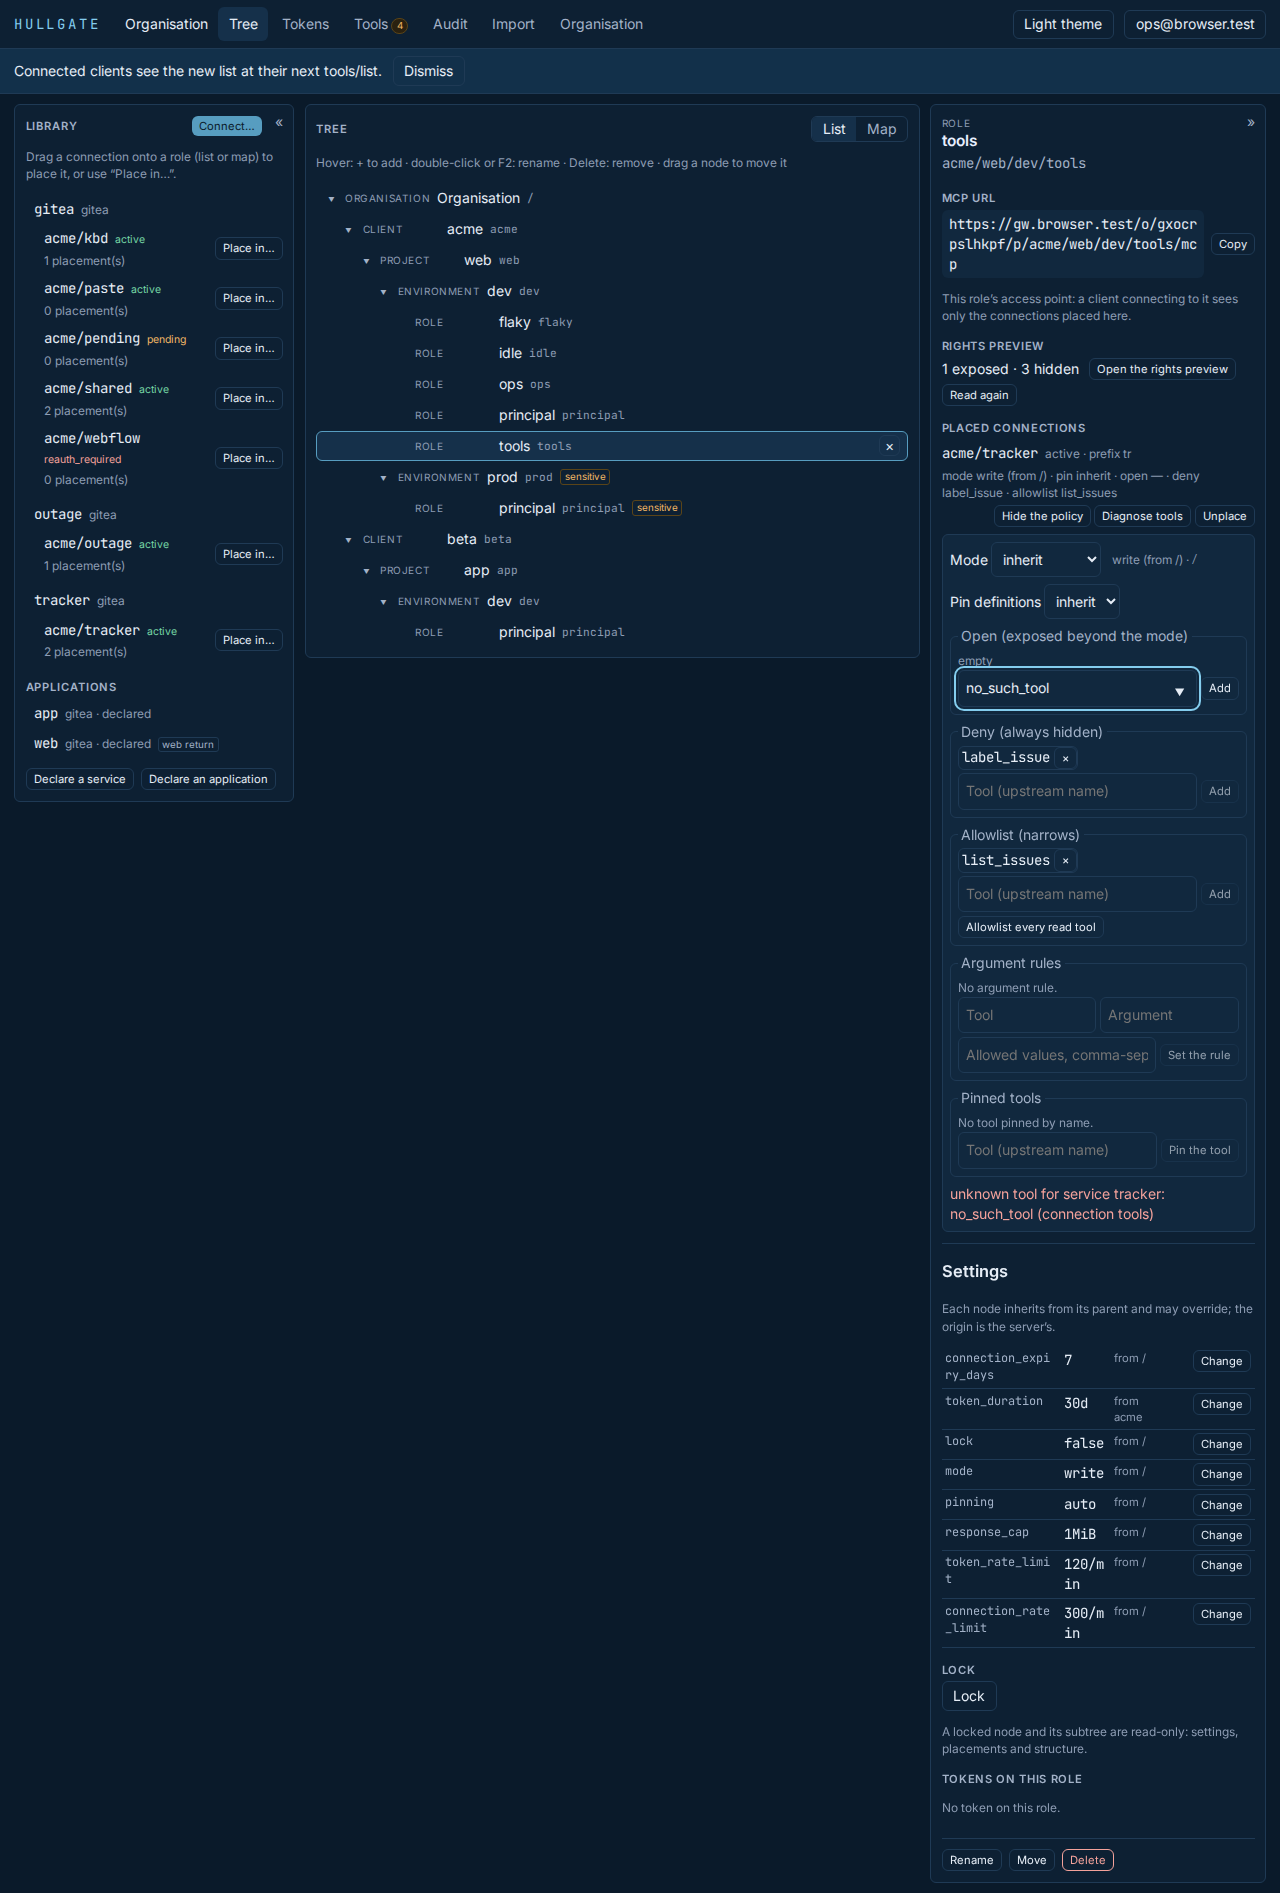 HULLGATE Organisation Tree Tokens Tools 4 Audit Import Organisation Light theme ops@browser.test
Connected clients see the new list at their next tools/list. Dismiss
LIBRARY Connect… «
Drag a connection onto a role (list or map) to
place it, or use “Place in…”.
gitea gitea
acme/kbd active
1 placement(s)
Place in…
acme/paste active
0 placement(s)
Place in…
acme/pending pending
0 placement(s)
Place in…
acme/shared active
2 placement(s)
Place in…
acme/webflow
reauth_required
0 placement(s)
Place in…
outage gitea
acme/outage active
1 placement(s)
Place in…
tracker gitea
acme/tracker active
2 placement(s)
Place in…
APPLICATIONS
app gitea · declared
web gitea · declared web return
Declare a service Declare an application
TREE List Map
Hover: + to add · double-click or F2: rename · Delete: remove · drag a node to move it
▼ ORGANISATION Organisation /
▼ CLIENT acme acme
▼ PROJECT web web
▼ ENVIRONMENT dev dev
ROLE flaky flaky
ROLE idle idle
ROLE ops ops
ROLE principal principal
ROLE tools tools ×
▼ ENVIRONMENT prod prod sensitive
ROLE principal principal sensitive
▼ CLIENT beta beta
▼ PROJECT app app
▼ ENVIRONMENT dev dev
ROLE principal principal
ROLE »
tools
acme/web/dev/tools
MCP URL
https://gw.browser.test/o/gxocr
pslhkpf/p/acme/web/dev/tools/mc
p
Copy
This role’s access point: a client connecting to it sees
only the connections placed here.
RIGHTS PREVIEW
1 exposed · 3 hidden Open the rights preview
Read again
PLACED CONNECTIONS
acme/tracker active · prefix tr
mode write (from /) · pin inherit · open — · deny
label_issue · allowlist list_issues
Hide the policy Diagnose tools Unplace
Mode inherit write (from /) · /
Pin definitions inherit
Open (exposed beyond the mode)
empty
no_such_tool ▼ Add
Deny (always hidden)
label_issue ×
Tool (upstream name) Add
Allowlist (narrows)
list_issues ×
Tool (upstream name) Add
Allowlist every read tool
Argument rules
No argument rule.
Tool Argument
Allowed values, comma-sep Set the rule
Pinned tools
No tool pinned by name.
Tool (upstream name) Pin the tool
unknown tool for service tracker:
no_such_tool (connection tools)
Settings
Each node inherits from its parent and may override; the
origin is the server’s.
connection_expi
ry_days
7 from / Change
token_duration 30d from
acme
Change
lock false from / Change
mode write from / Change
pinning auto from / Change
response_cap 1MiB from / Change
token_rate_limi
t
120/m
in
from / Change
connection_rate
_limit
300/m
in
from / Change
LOCK
Lock
A locked node and its subtree are read-only: settings,
placements and structure.
TOKENS ON THIS ROLE
No token on this role.
Rename Move Delete